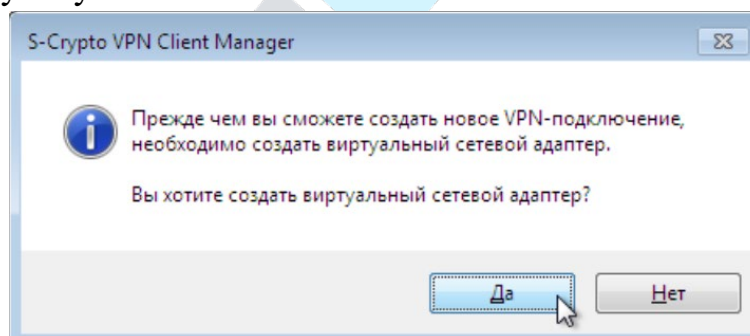 S-Crypto VPN Client Manager
Прежде чем вы сможете создать новое VPN-подключение,
необходимо создать виртуальный сетевой адаптер.
Вы хотите создать виртуальный сетевой адаптер?
Да
Нет